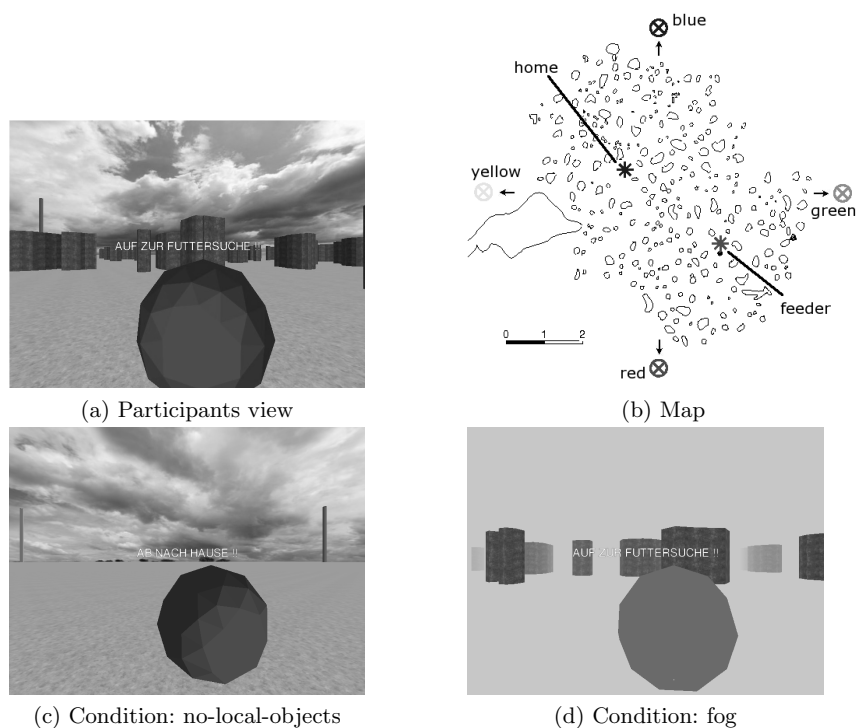 blue
home
yellow
green
AUF ZUR FUTTERSUCHE !!
feeder
0 1 2
red
(a) Participants view
(b) Map
AB NACH HAUSE !!
AUF ZUR FUTTERSUCHE !!
(c) Condition: no-local-objects
(d) Condition: fog